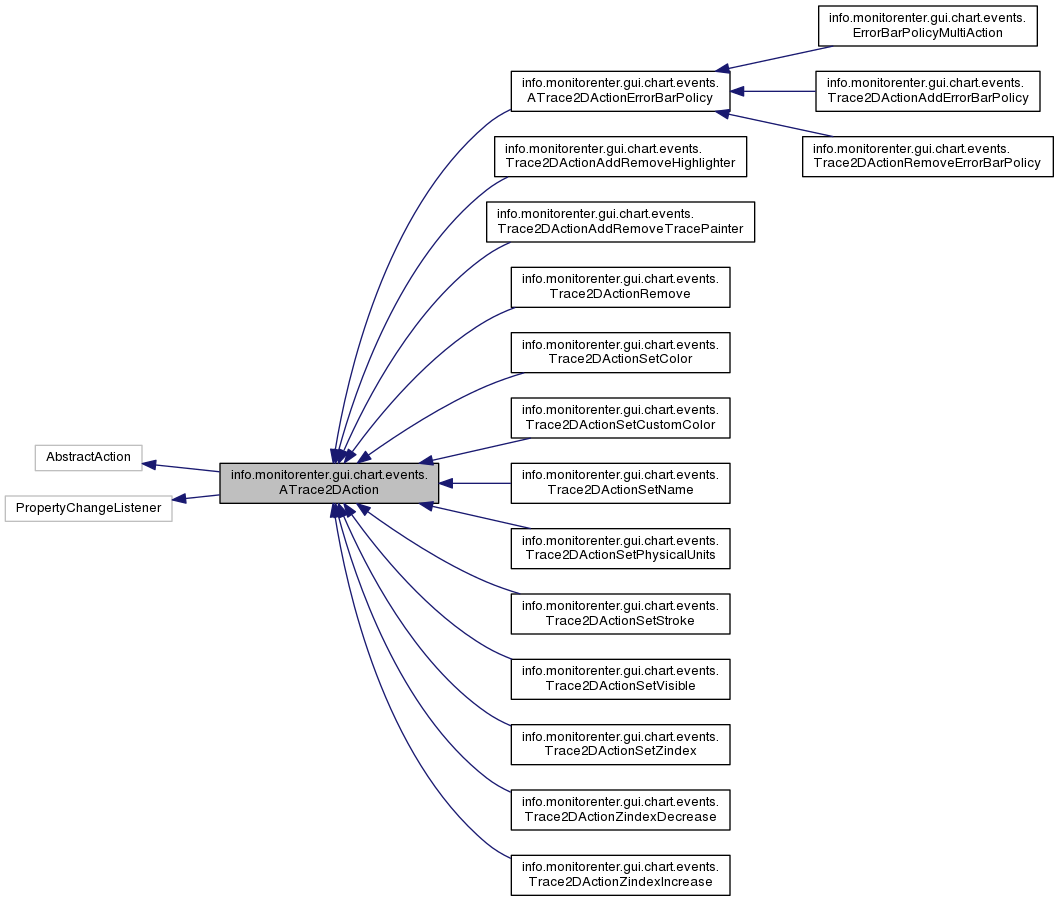 info.monitorenter.gui.chart.events.
ErrorBarPolicyMultiAction
info.monitorenter.gui.chart.events.
ATrace2DActionErrorBarPolicy
info.monitorenter.gui.chart.events.
Trace2DActionAddErrorBarPolicy
info.monitorenter.gui.chart.events.
Trace2DActionRemoveErrorBarPolicy
info.monitorenter.gui.chart.events.
Trace2DActionAddRemoveHighlighter
info.monitorenter.gui.chart.events.
Trace2DActionAddRemoveTracePainter
info.monitorenter.gui.chart.events.
Trace2DActionRemove
info.monitorenter.gui.chart.events.
Trace2DActionSetColor
info.monitorenter.gui.chart.events.
Trace2DActionSetCustomColor
AbstractAction
PropertyChangeListener
info.monitorenter.gui.chart.events.
ATrace2DAction
info.monitorenter.gui.chart.events.
Trace2DActionSetName
info.monitorenter.gui.chart.events.
Trace2DActionSetPhysicalUnits
info.monitorenter.gui.chart.events.
Trace2DActionSetStroke
info.monitorenter.gui.chart.events.
Trace2DActionSetVisible
info.monitorenter.gui.chart.events.
Trace2DActionSetZindex
info.monitorenter.gui.chart.events.
Trace2DActionZindexDecrease
info.monitorenter.gui.chart.events.
Trace2DActionZindexIncrease